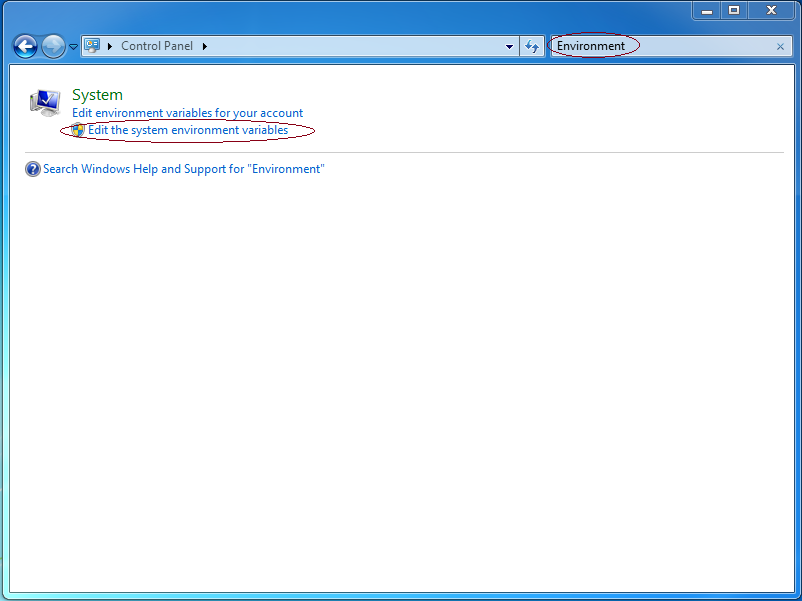 Control Panel
Environment
System
Edit environment variables for your account
Edit the system environment variables
Search Windows Help and Support for "Environment"